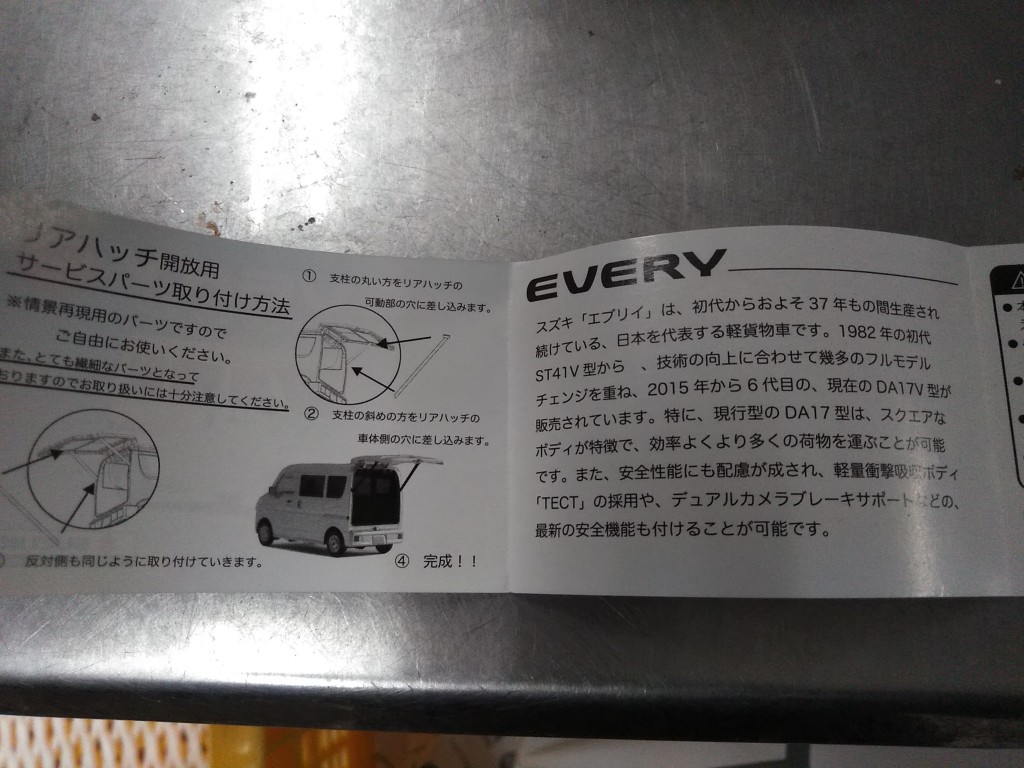 リアハッチ開放用
サービスパーツ取り付け方法
※情景再現用のパーツですので
ご自由にお使いください。
また、とても繊細なパーツとなって
おりますのでお取り扱いには十分注意してください。
① 支柱の丸い方をリアハッチの
可動部の穴に差し込みます。
② 支柱の斜めの方をリアハッチの
車体側の穴に差し込みます。
反対側も同じように取り付けていきます。
④ 完成！！
EVERY
スズキ「エブリイ」は、初代からおよそ 37 年もの間生産され
続けている、日本を代表する軽貨物車です。1982 年の初代
ST41V 型から 、技術の向上に合わせて幾多のフルモデル
チェンジを重ね、2015 年から 6 代目の、現在の DA17V 型が
販売されています。特に、現行型の DA17 型は、スクエアな
ボディが特徴で、効率よくより多くの荷物を運ぶことが可能
です。また、安全性能にも配慮が成され、軽量衝撃吸収ボディ
「TECT」の採用や、デュアルカメラブレーキサポートなどの、
最新の安全機能も付けることが可能です。